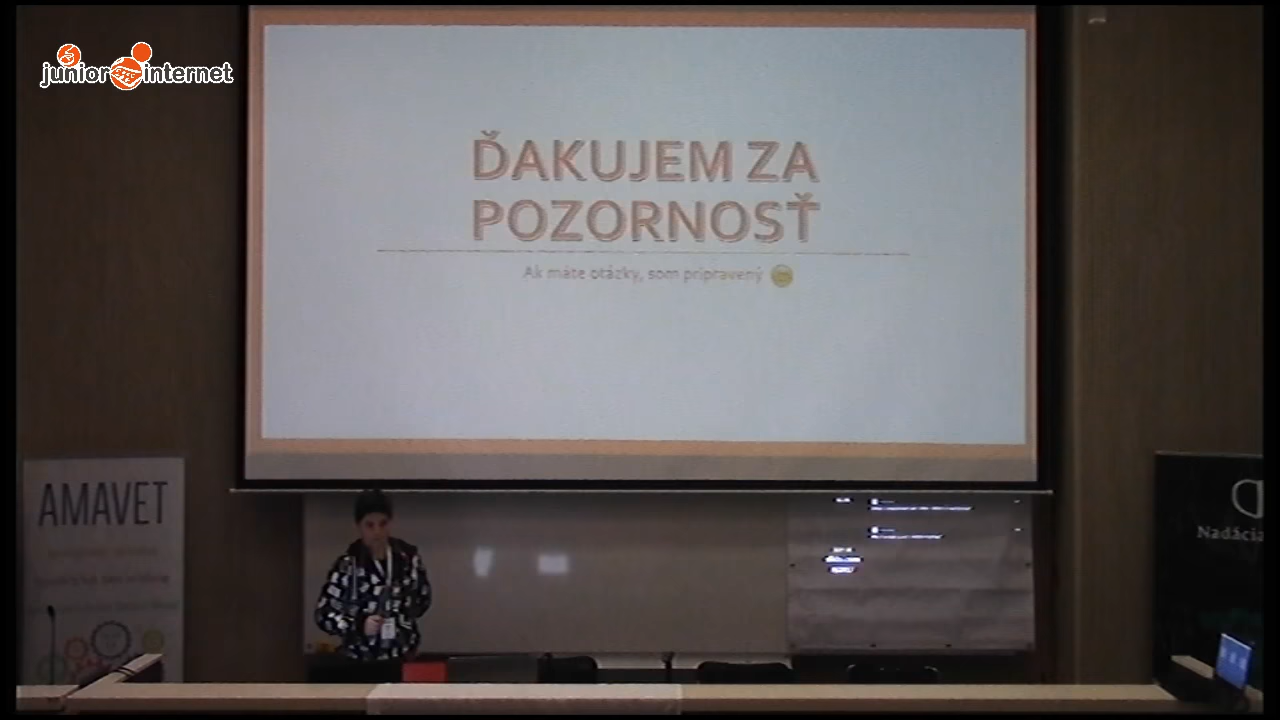 junior internet
ĎAKUJEM ZA
POZORNOSŤ
Ak máte otázky, som pripravený
AMAVET
Nadácia